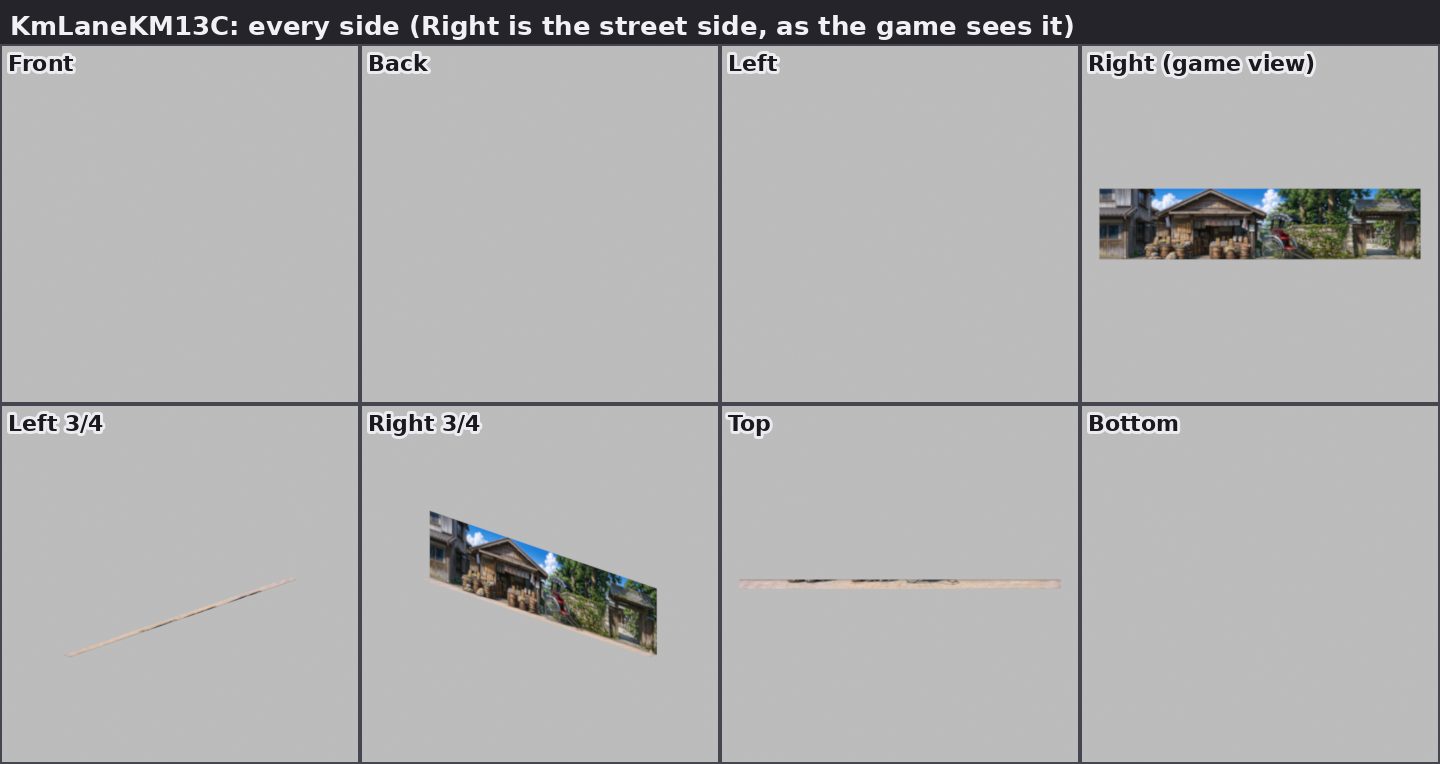 KmLaneKM13C: every side (Right is the street side, as the game sees it)
Front
Back
Left
Right (game view)
Left 3/4
Right 3/4
Top
Bottom